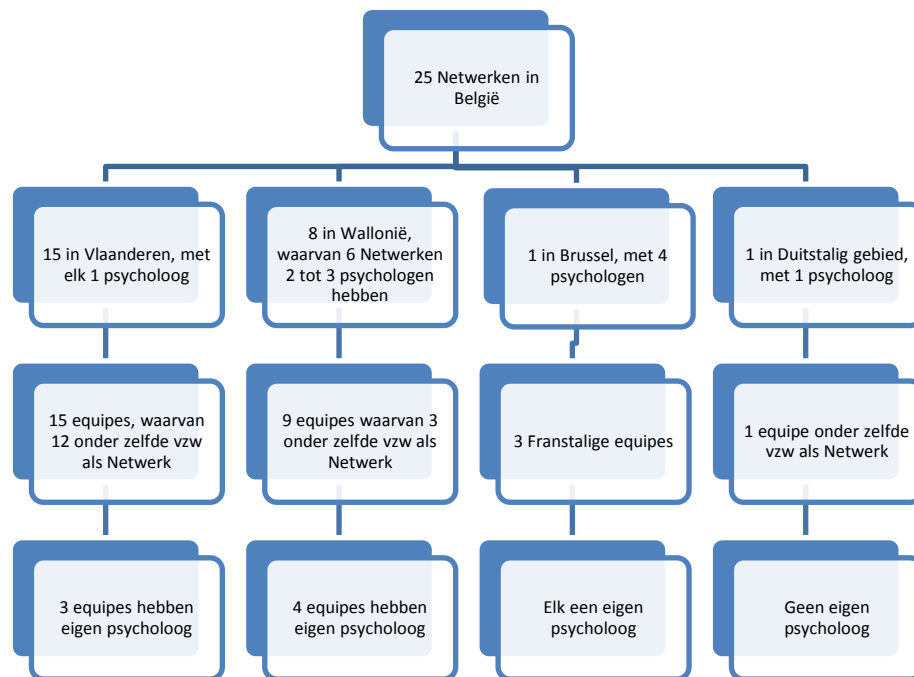 25 Netwerken in
België
15 in Vlaanderen, met
elk 1 psycholoog
8 in Wallonië,
waarvan 6 Netwerken
2 tot 3 psychologen
hebben
1 in Brussel, met 4
psychologen
1 in Duitstalig gebied,
met 1 psycholoog
15 equipes, waarvan
12 onder zelfde vzw
als Netwerk
9 equipes waarvan 3
onder zelfde vzw als
Netwerk
3 Franstalige equipes
1 equipe onder zelfde
vzw als Netwerk
3 equipes hebben
eigen psycholoog
4 equipes hebben
eigen psycholoog
Elk een eigen
psycholoog
Geen eigen
psycholoog